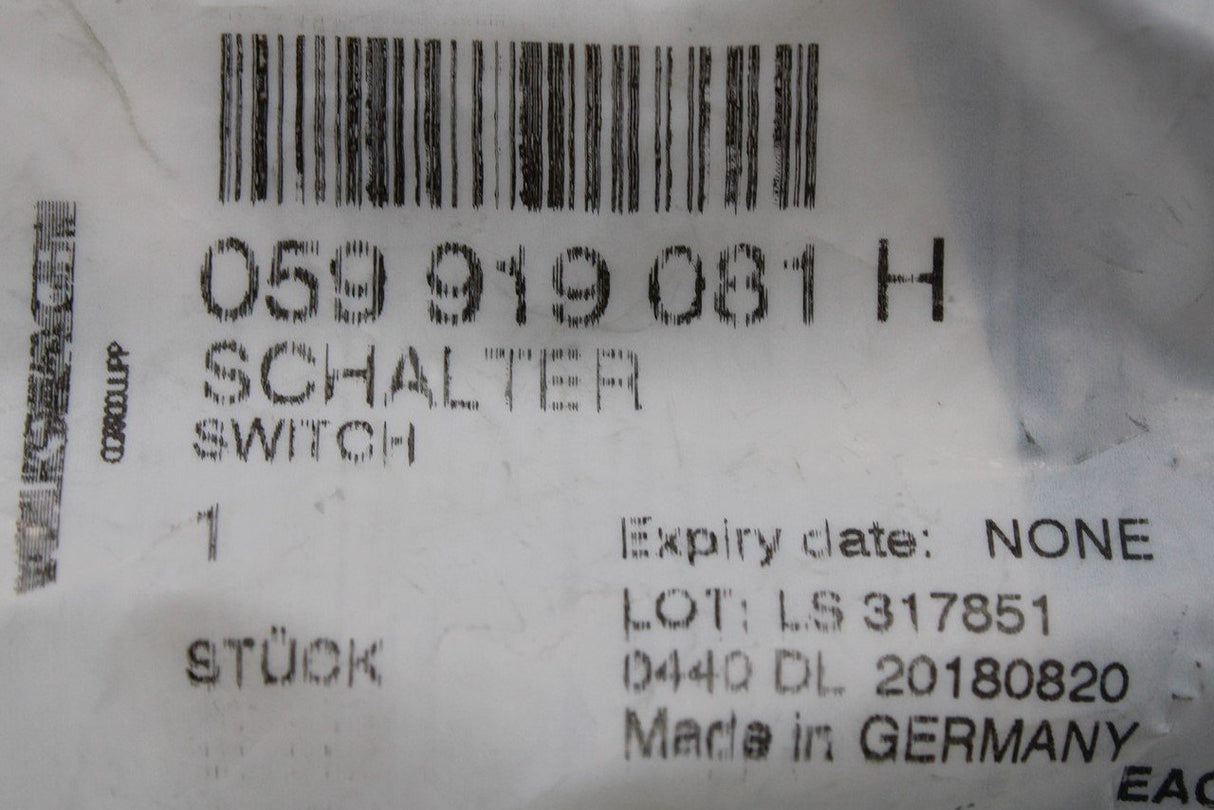 059 919 081 H
SCHALTER
SWITCH
1
Expiry date: NONE
LOT: LS 317851
STÜCK
0440 DL 20180820
Made in GERMANY
EAC